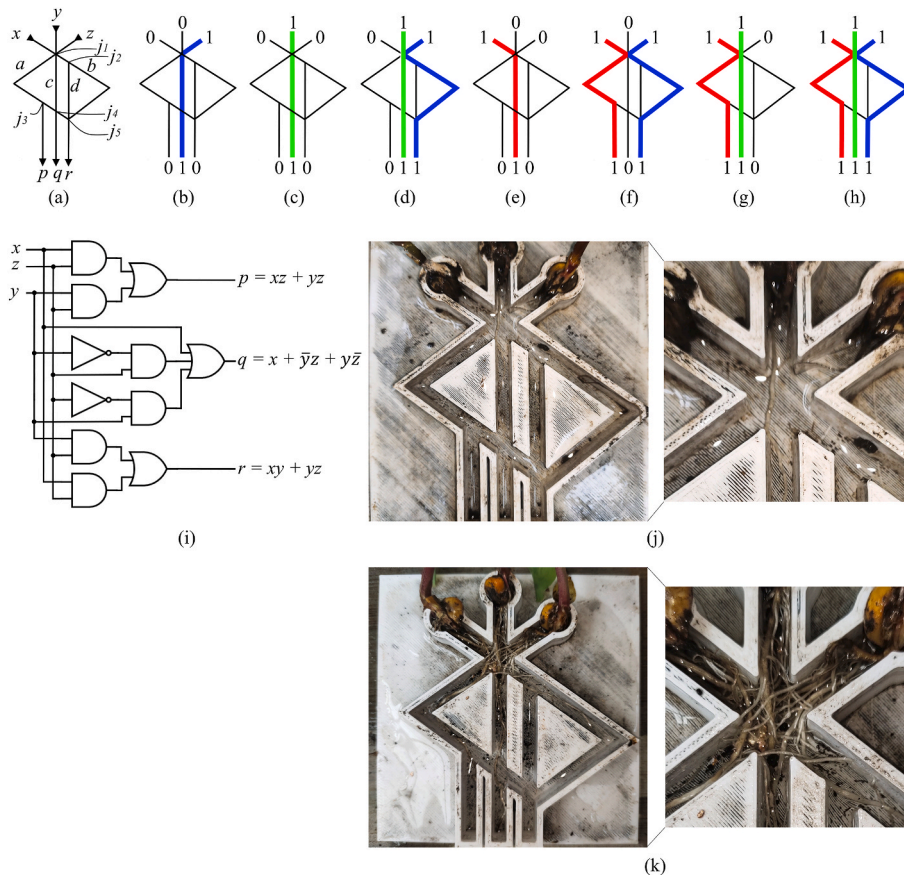 (a) y
x z
a
j1
j2
b
c d
j3
j4
j5
p q r
(a)
0
0 1
0 1 0
(b)
1
0 0
0 1 0
(c)
1
0 1
0 1 1
(d)
0
1 0
0 1 0
(e)
0
1 1
1 0 1
(f)
1
1 0
1 1 0
(g)
1
1 1
1 1 1
(h)
x
z
y
p = xz + yz
q = x + ȳz + yz̄
r = xy + yz
(i)
(j)
(k)